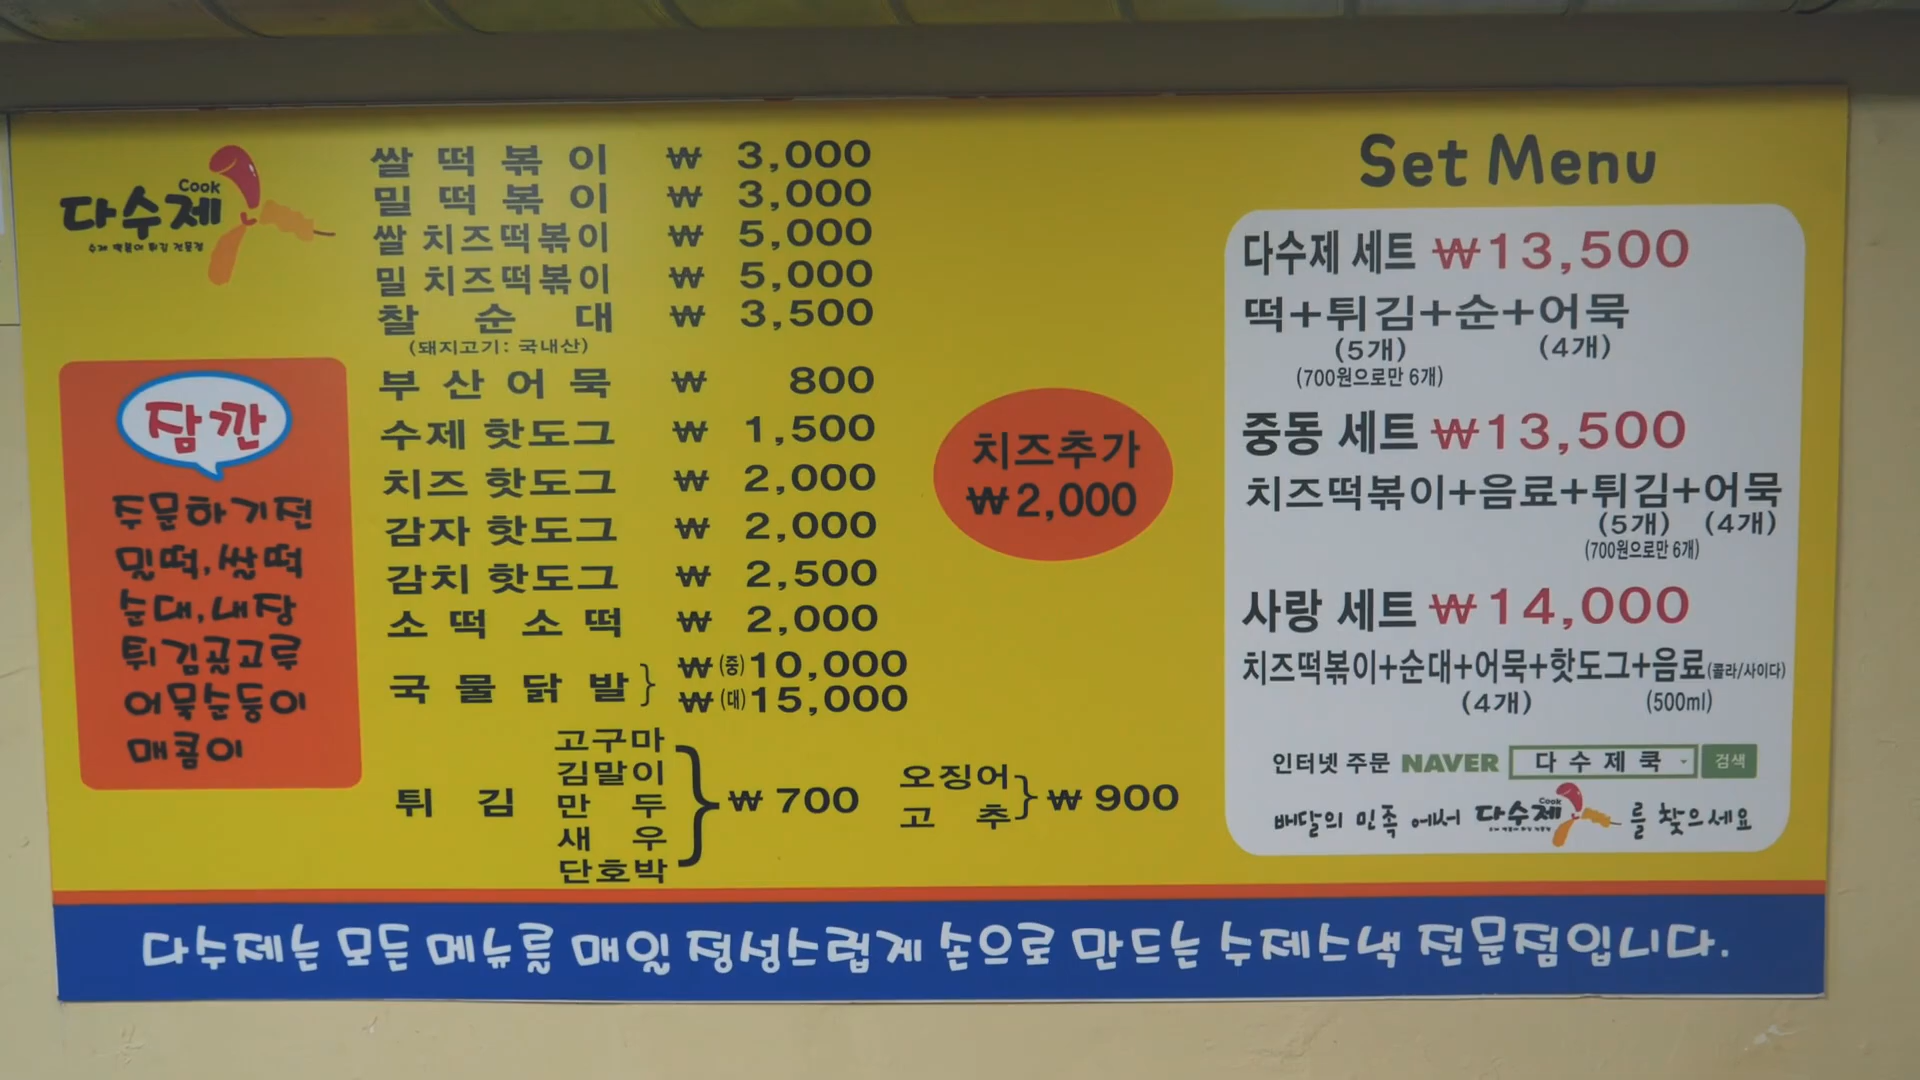 Cook
다수제
수제 떡볶이 튀김 전문점
잠깐
주문하기전
밀떡,쌀떡
순대,내장
튀김골고루
어묵순둥이
매콤이
쌀 떡 볶 이 ₩ 3,000
밀 떡 볶 이 ₩ 3,000
쌀 치즈떡볶이 ₩ 5,000
밀 치즈떡볶이 ₩ 5,000
찰 순 대 ₩ 3,500
(돼지고기: 국내산)
부 산 어 묵 ₩ 800
수제 핫도그 ₩ 1,500
치즈 핫도그 ₩ 2,000
감자 핫도그 ₩ 2,000
감치 핫도그 ₩ 2,500
소 떡 소 떡 ₩ 2,000
국 물 닭 발 } ₩(중)10,000
₩(대)15,000
튀 김
고구마
김말이
만 두
새 우
단호박
} ₩ 700
오징어
고 추
} ₩ 900
치즈추가
₩2,000
Set Menu
다수제 세트 ₩13,500
떡+튀김+순+어묵
(5개) (4개)
(700원으로만 6개)
중동 세트 ₩13,500
치즈떡볶이+음료+튀김+어묵
(5개) (4개)
(700원으로만 6개)
사랑 세트 ₩14,000
치즈떡볶이+순대+어묵+핫도그+음료(콜라/사이다)
(4개) (500ml)
인터넷 주문 NAVER 다 수 제 쿡 검색
배달의 민족 에서 다수제 Cook 를 찾으세요
다수제는 모든 메뉴를 매일 정성스럽게 손으로 만드는 수제스낵 전문점입니다.